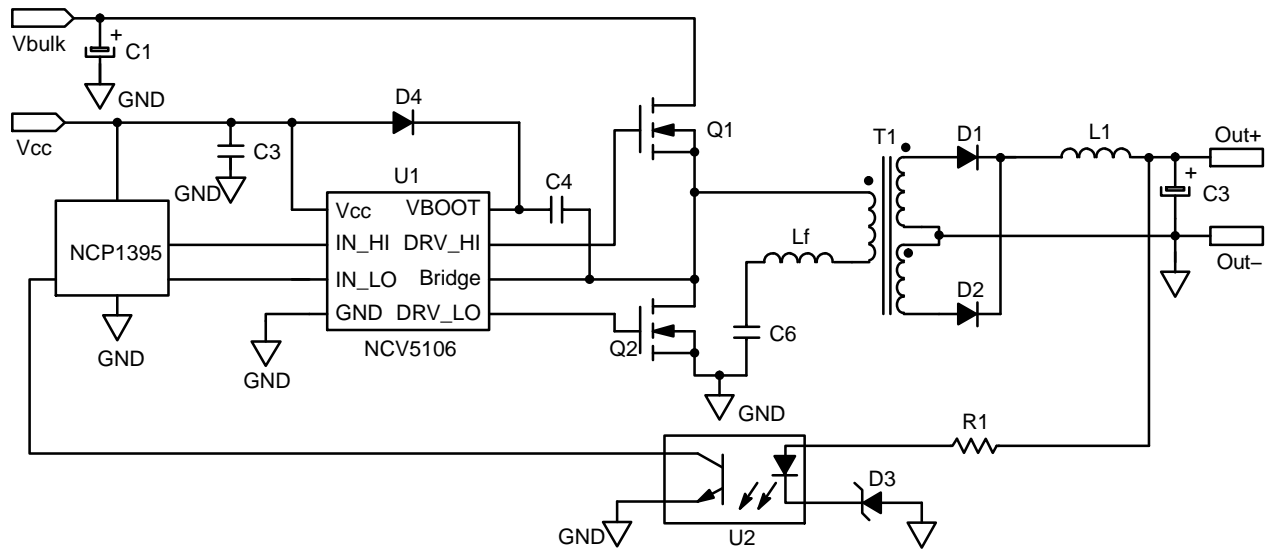 Vbulk
+
C1
GND
Vcc
D4
C3
GND
U1
C4
Q1
T1
D1
L1
Out+
+
C3
Out–
NCP1395
Vcc VBOOT
IN_HI DRV_HI
IN_LO Bridge
GND DRV_LO
NCV5106
GND
GND
Lf
C6
D2
Q2
GND
R1
D3
GND
U2